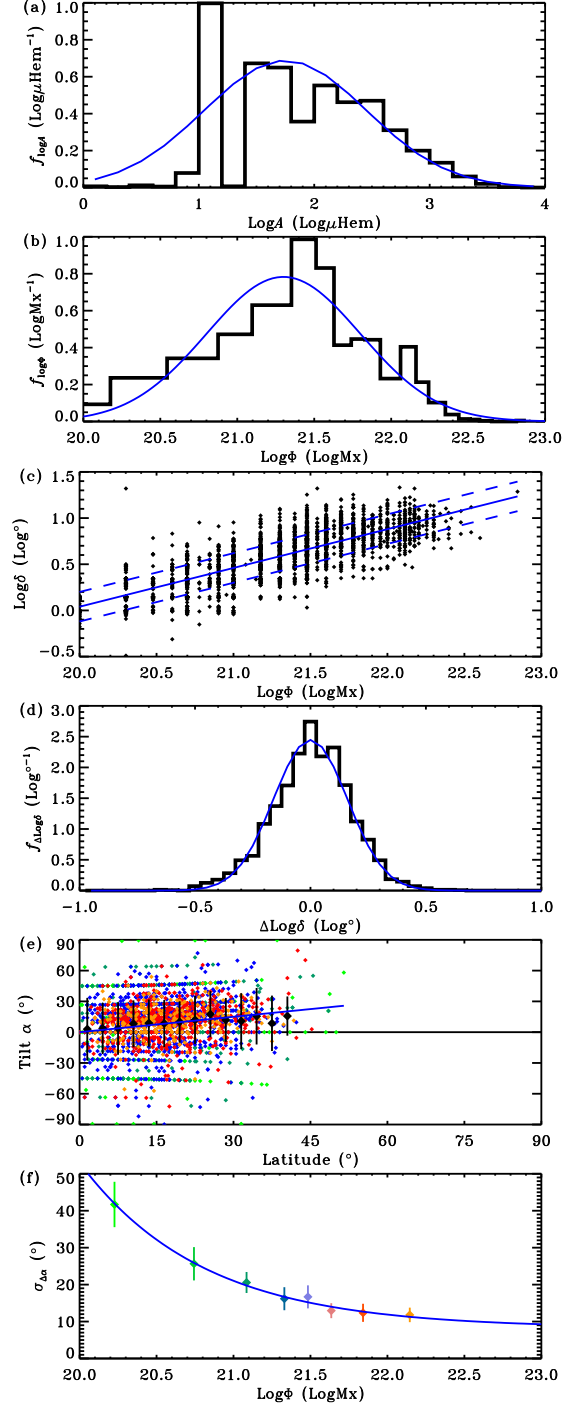 (a)
1.0
0.8
0.6
0.4
0.2
0.0
f_logA (LogμHem⁻¹)
0 1 2 3 4
LogA (LogμHem)
(b)
1.0
0.8
0.6
0.4
0.2
0.0
f_logΦ (LogMx⁻¹)
20.0 20.5 21.0 21.5 22.0 22.5 23.0
LogΦ (LogMx)
(c)
1.5
1.0
0.5
0.0
−0.5
Logδ (Log°)
20.0 20.5 21.0 21.5 22.0 22.5 23.0
LogΦ (LogMx)
(d)
3.0
2.5
2.0
1.5
1.0
0.5
0.0
f_ΔLogδ (Log°⁻¹)
−1.0 −0.5 0.0 0.5 1.0
ΔLogδ (Log°)
(e)
90
60
30
0
−30
−60
−90
Tilt α (°)
0 15 30 45 60 75 90
Latitude (°)
(f)
50
40
30
20
10
0
σ_Δα (°)
20.0 20.5 21.0 21.5 22.0 22.5 23.0
LogΦ (LogMx)